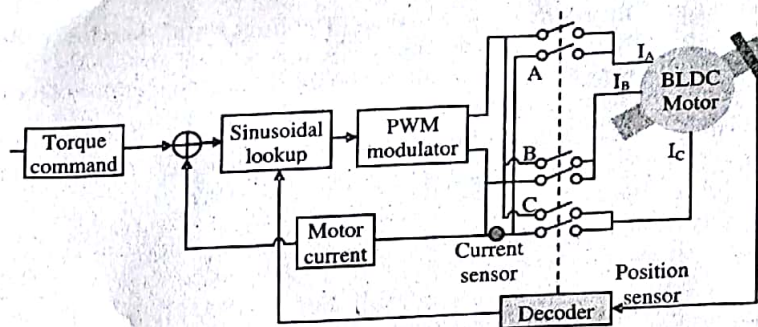 Torque
command
Sinusoidal
lookup
PWM
modulator
Motor
current
Current
sensor
A
B
C
I_A
I_B
I_C
BLDC
Motor
Position
sensor
Decoder